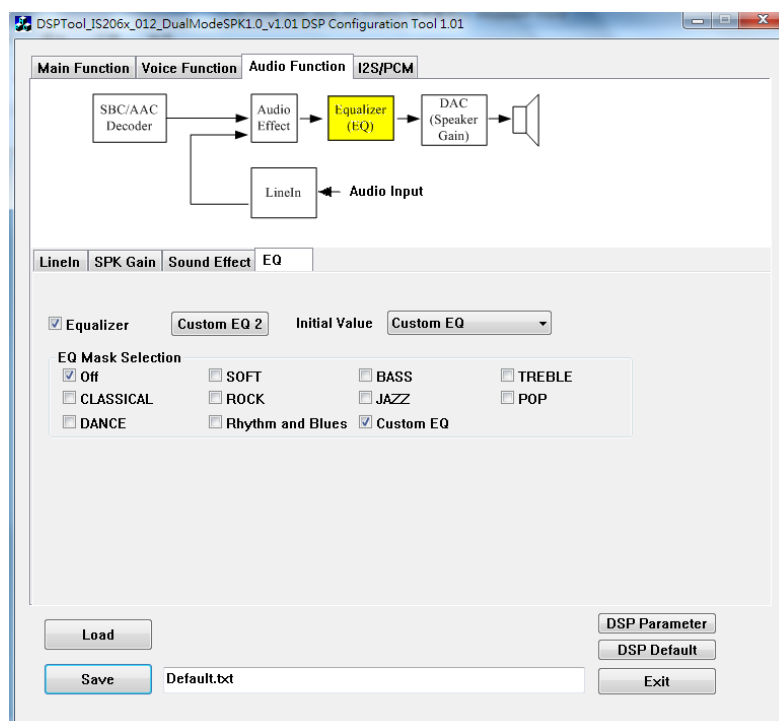 DSPTool_IS206x_012_DualModeSPK1.0_v1.01 DSP Configuration Tool 1.01
Main Function Voice Function Audio Function I2S/PCM
SBC/AAC
Decoder
Audio
Effect
Equalizer
(EQ)
DAC
(Speaker
Gain)
LineIn
Audio Input
LineIn SPK Gain Sound Effect EQ
Equalizer Custom EQ 2 Initial Value Custom EQ
EQ Mask Selection
Off SOFT BASS TREBLE
CLASSICAL ROCK JAZZ POP
DANCE Rhythm and Blues Custom EQ
Load
DSP Parameter
DSP Default
Save Default.txt Exit